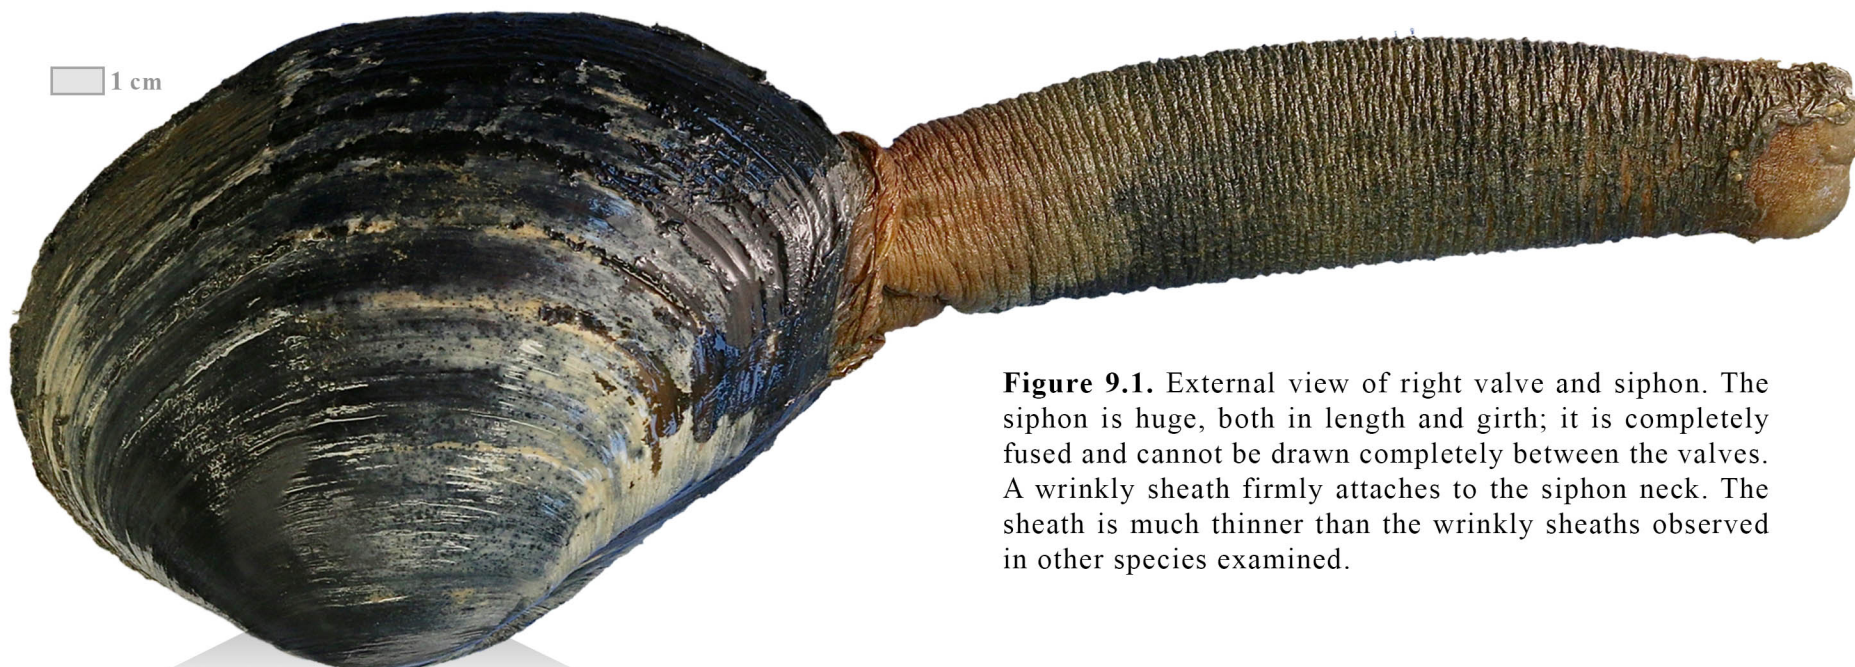 1 cm
Figure 9.1. External view of right valve and siphon. The
siphon is huge, both in length and girth; it is completely
fused and cannot be drawn completely between the valves.
A wrinkly sheath firmly attaches to the siphon neck. The
sheath is much thinner than the wrinkly sheaths observed
in other species examined.